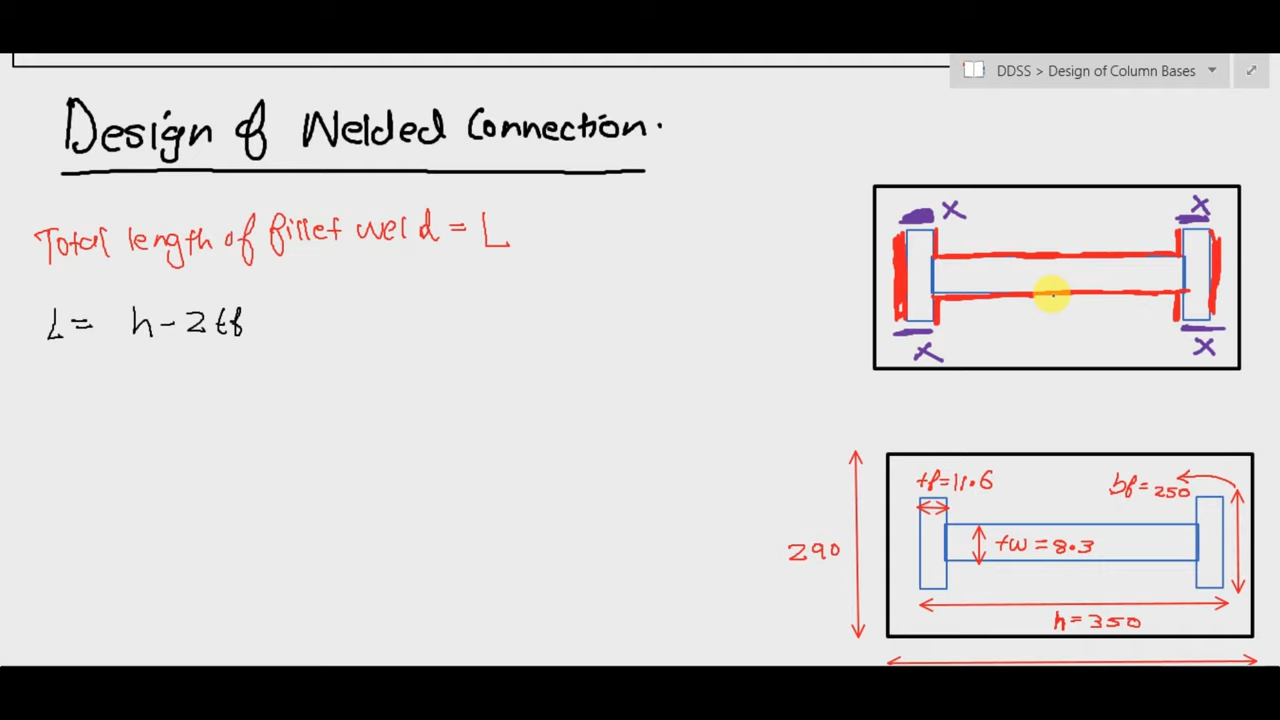 DDSS > Design of Column Bases
Design of Welded Connection.
Total length of fillet weld = L
L = h - 2tf
x
x
x
x
tf=11.6
bf=250
290
tw=8.3
h=350